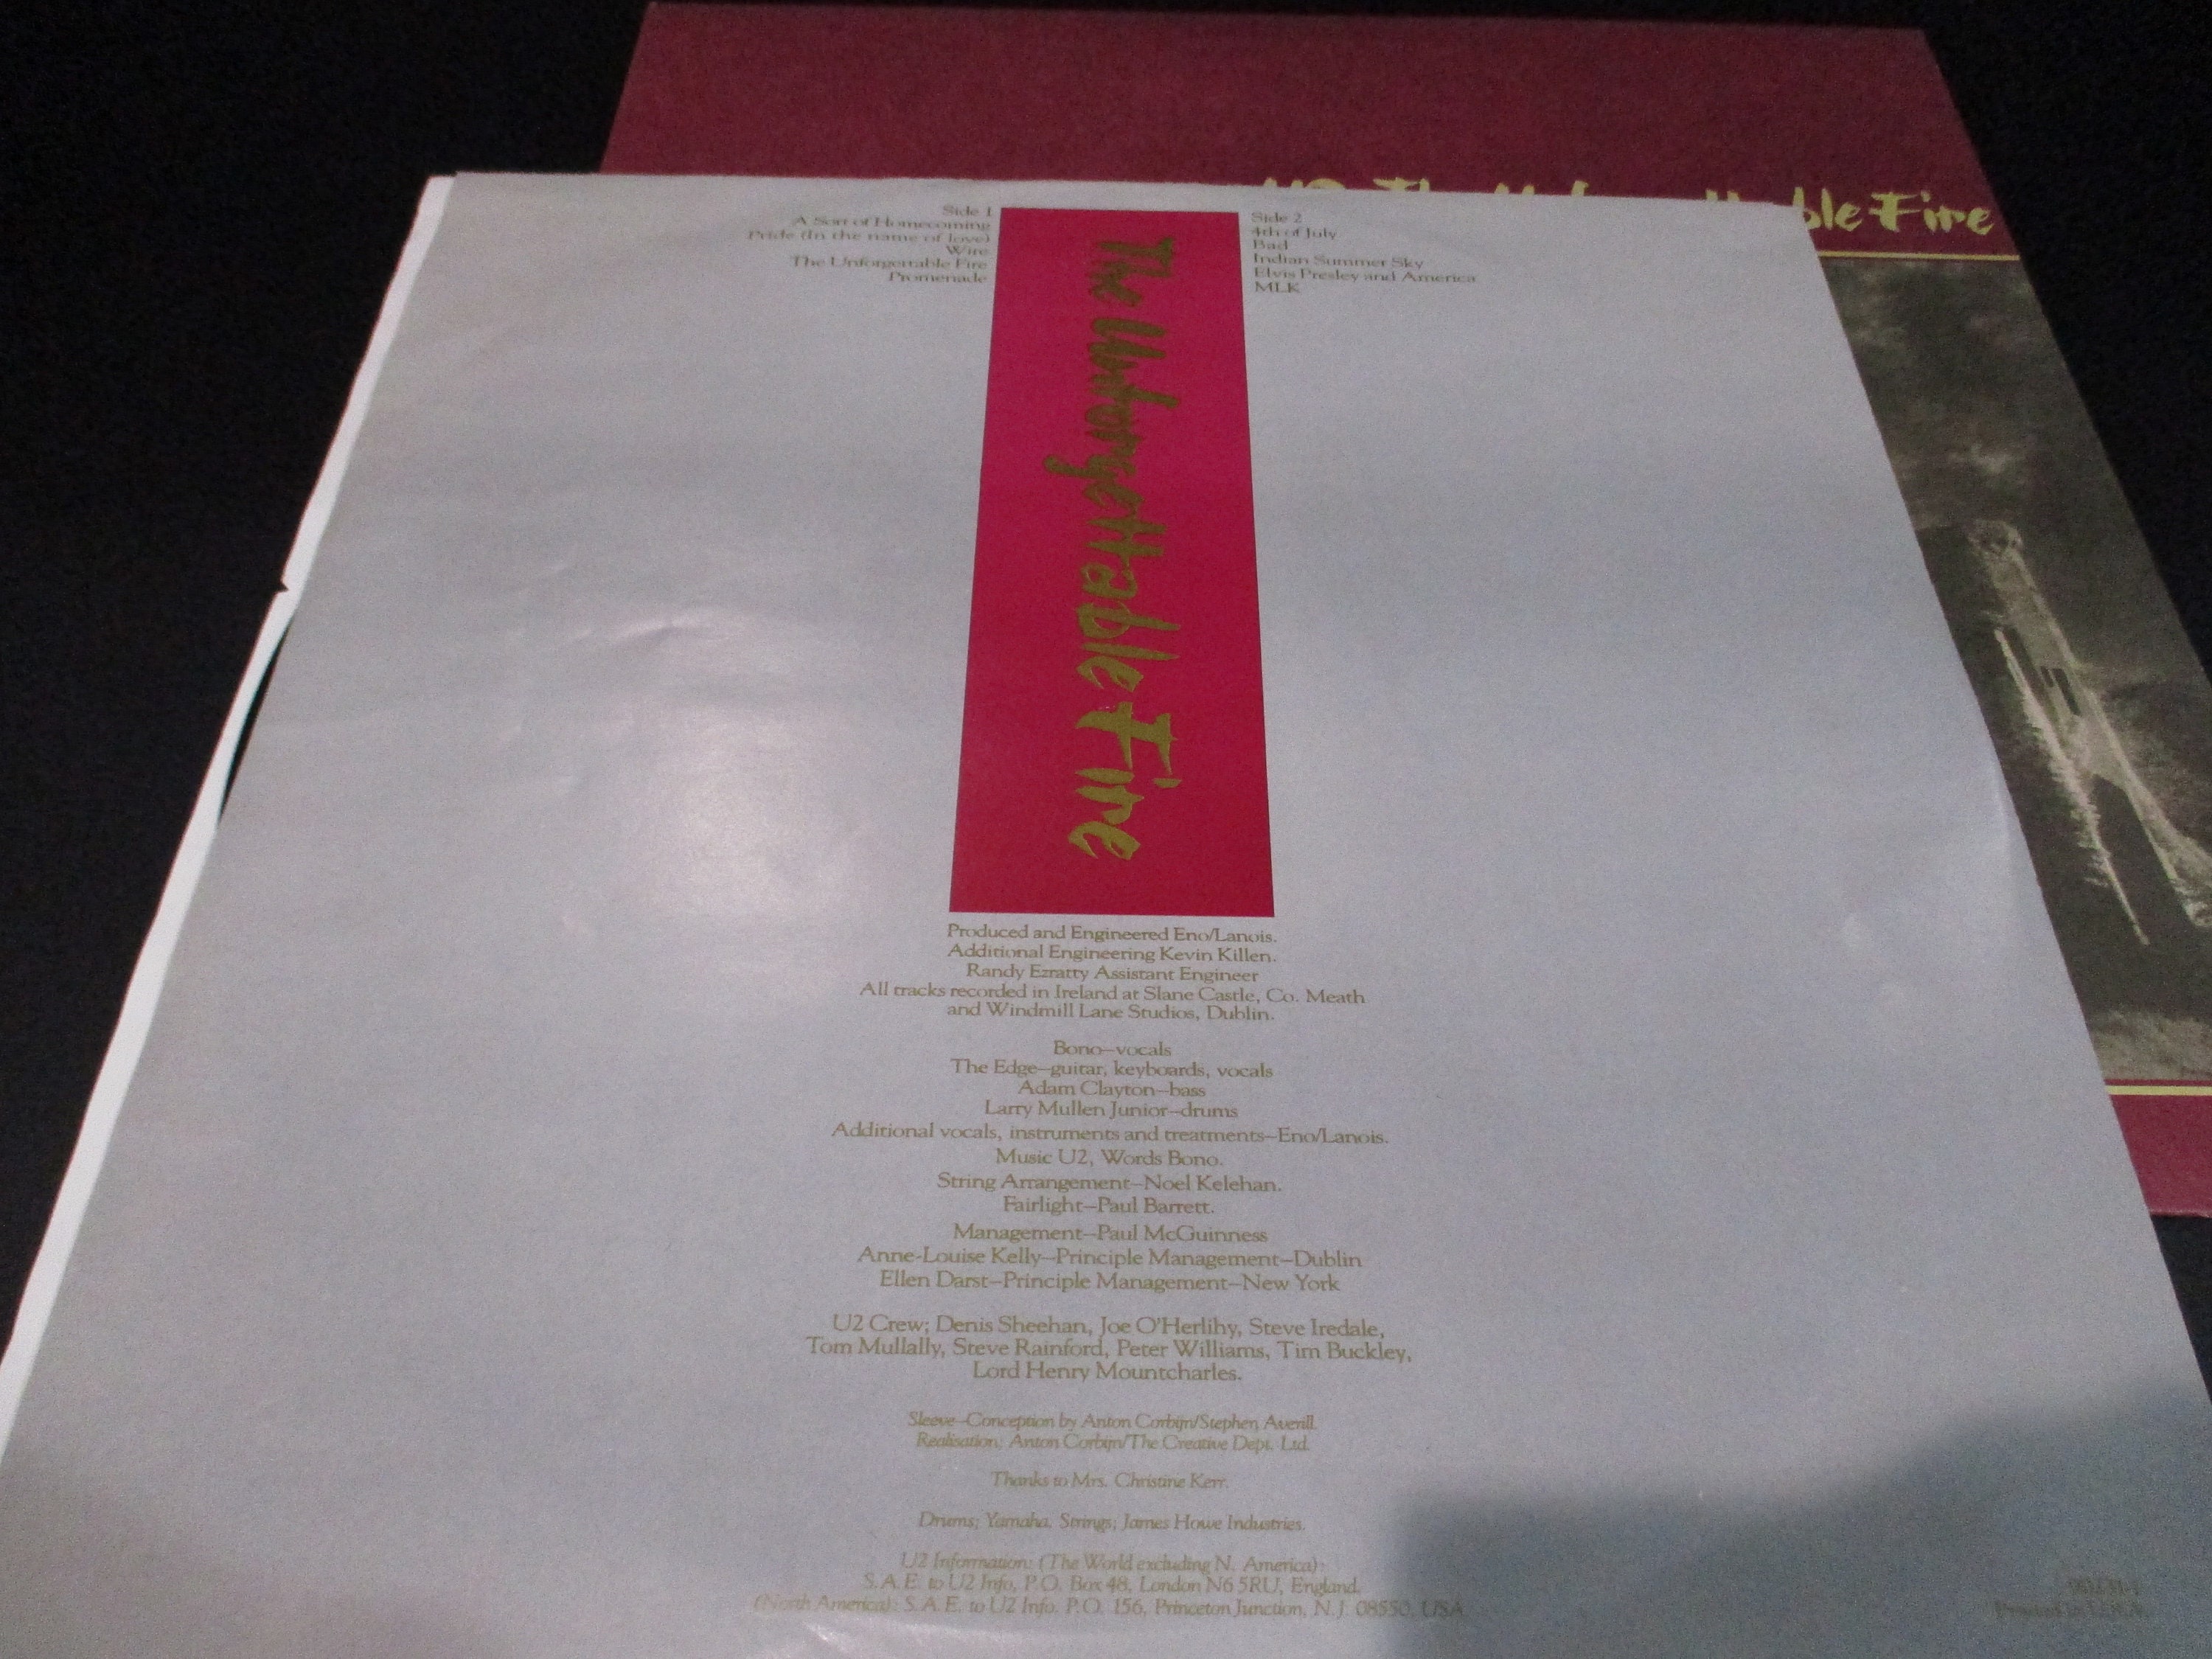 U2 The Unforgettable Fire
Side 1
A Sort of Homecoming
Pride (In the name of love)
Wire
The Unforgettable Fire
Promenade
The Unforgettable Fire
Side 2
4th of July
Bad
Indian Summer Sky
Elvis Presley and America
MLK
Produced and Engineered Eno/Lanois.
Additional Engineering Kevin Killen.
Randy Ezratty Assistant Engineer
All tracks recorded in Ireland at Slane Castle, Co. Meath
and Windmill Lane Studios, Dublin.
Bono–vocals
The Edge–guitar, keyboards, vocals
Adam Clayton–bass
Larry Mullen Junior–drums
Additional vocals, instruments and treatments–Eno/Lanois.
Music U2, Words Bono.
String Arrangement–Noel Kelehan.
Fairlight–Paul Barrett.
Management–Paul McGuinness
Anne-Louise Kelly–Principle Management–Dublin
Ellen Darst–Principle Management–New York
U2 Crew; Denis Sheehan, Joe O'Herlihy, Steve Iredale,
Tom Mullally, Steve Rainford, Peter Williams, Tim Buckley,
Lord Henry Mountcharles.
Sleeve–Conception by Anton Corbijn/Stephen Averill.
Realisation; Anton Corbijn/The Creative Dept. Ltd.
Thanks to Mrs. Christine Kerr.
Drums; Yamaha. Strings; James Howe Industries.
U2 Information: (The World excluding N. America):
S.A.E. to U2 Info, P.O. Box 48, London N6 5RU, England.
(North America): S.A.E. to U2 Info. P.O. 156, Princeton Junction, N.J. 08550, USA
Printed in U.S.A.